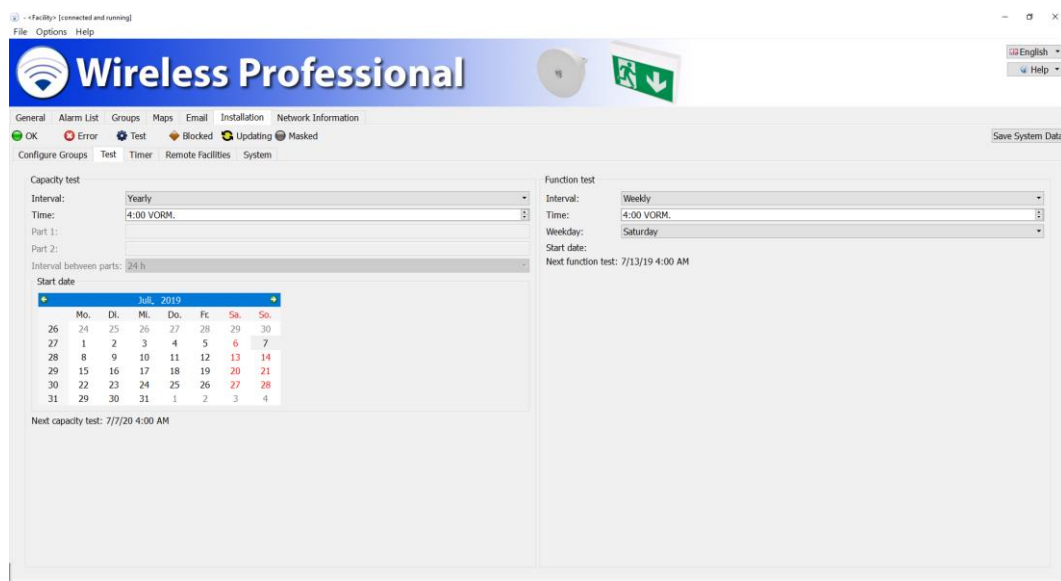 - <Facility> [connected and running]
File Options Help
Wireless Professional
English
Help
General Alarm List Groups Maps Email Installation Network Information
OK Error Test Blocked Updating Masked
Save System Data
Configure Groups Test Timer Remote Facilities System
Capacity test
Interval: Yearly
Time: 4:00 VORM.
Part 1:
Part 2:
Interval between parts: 24 h
Start date
Juli, 2019
Mo. Di. Mi. Do. Fr. Sa. So.
26 24 25 26 27 28 29 30
27 1 2 3 4 5 6 7
28 8 9 10 11 12 13 14
29 15 16 17 18 19 20 21
30 22 23 24 25 26 27 28
31 29 30 31 1 2 3 4
Next capacity test: 7/7/20 4:00 AM
Function test
Interval: Weekly
Time: 4:00 VORM.
Weekday: Saturday
Start date:
Next function test: 7/13/19 4:00 AM